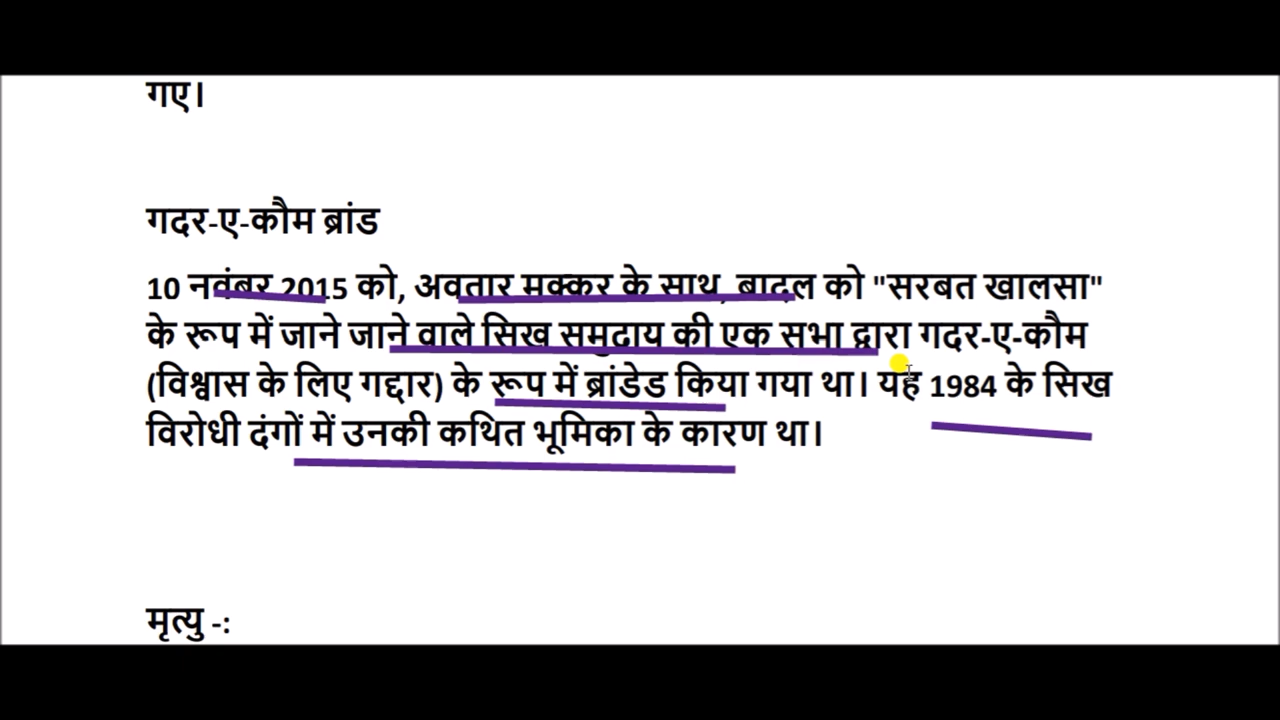 गए।
गदर-ए-कौम ब्रांड
10 नवंबर 2015 को, अवतार मक्कर के साथ, बादल को "सरबत खालसा"
के रूप में जाने जाने वाले सिख समुदाय की एक सभा द्वारा गदर-ए-कौम
(विश्वास के लिए गद्दार) के रूप में ब्रांडेड किया गया था। यह 1984 के सिख
विरोधी दंगों में उनकी कथित भूमिका के कारण था।
मृत्यु -: